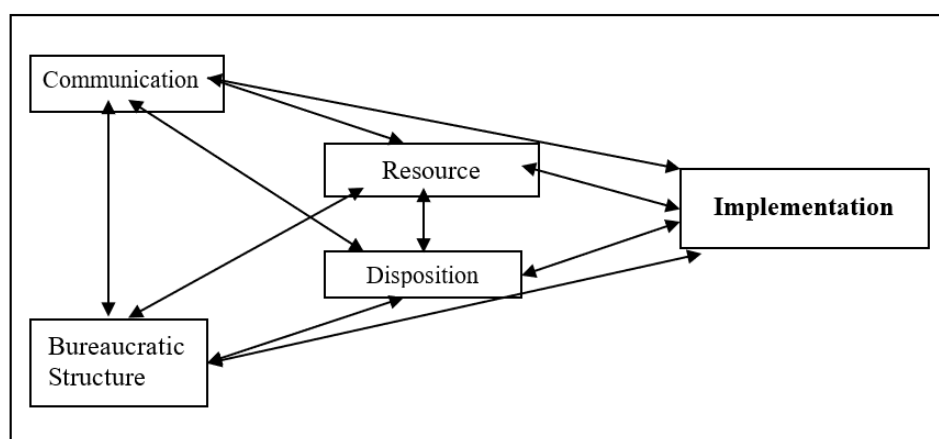 Communication
Resource
Implementation
Disposition
Bureaucratic
Structure